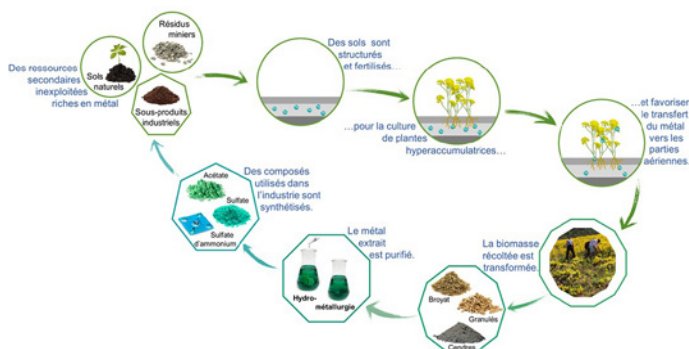 Des ressources
secondaires
inexploitées
riches en métal
Résidus
miniers
Sols
naturels
Sous-produits
industriels
Des sols sont
structurés
et fertilisés...
...pour la culture
de plantes
hyperaccumulatrices...
...et favoriser
le transfert
du métal
vers les
parties
aériennes.
La biomasse
récoltée est
transformée.
Broyat
Granulés
Cendres
Le métal
extrait
est purifié.
Hydro-
métallurgie
Des composés
utilisés dans
l'industrie sont
synthétisés.
Acétate
Sulfate
Sulfate
d'ammonium